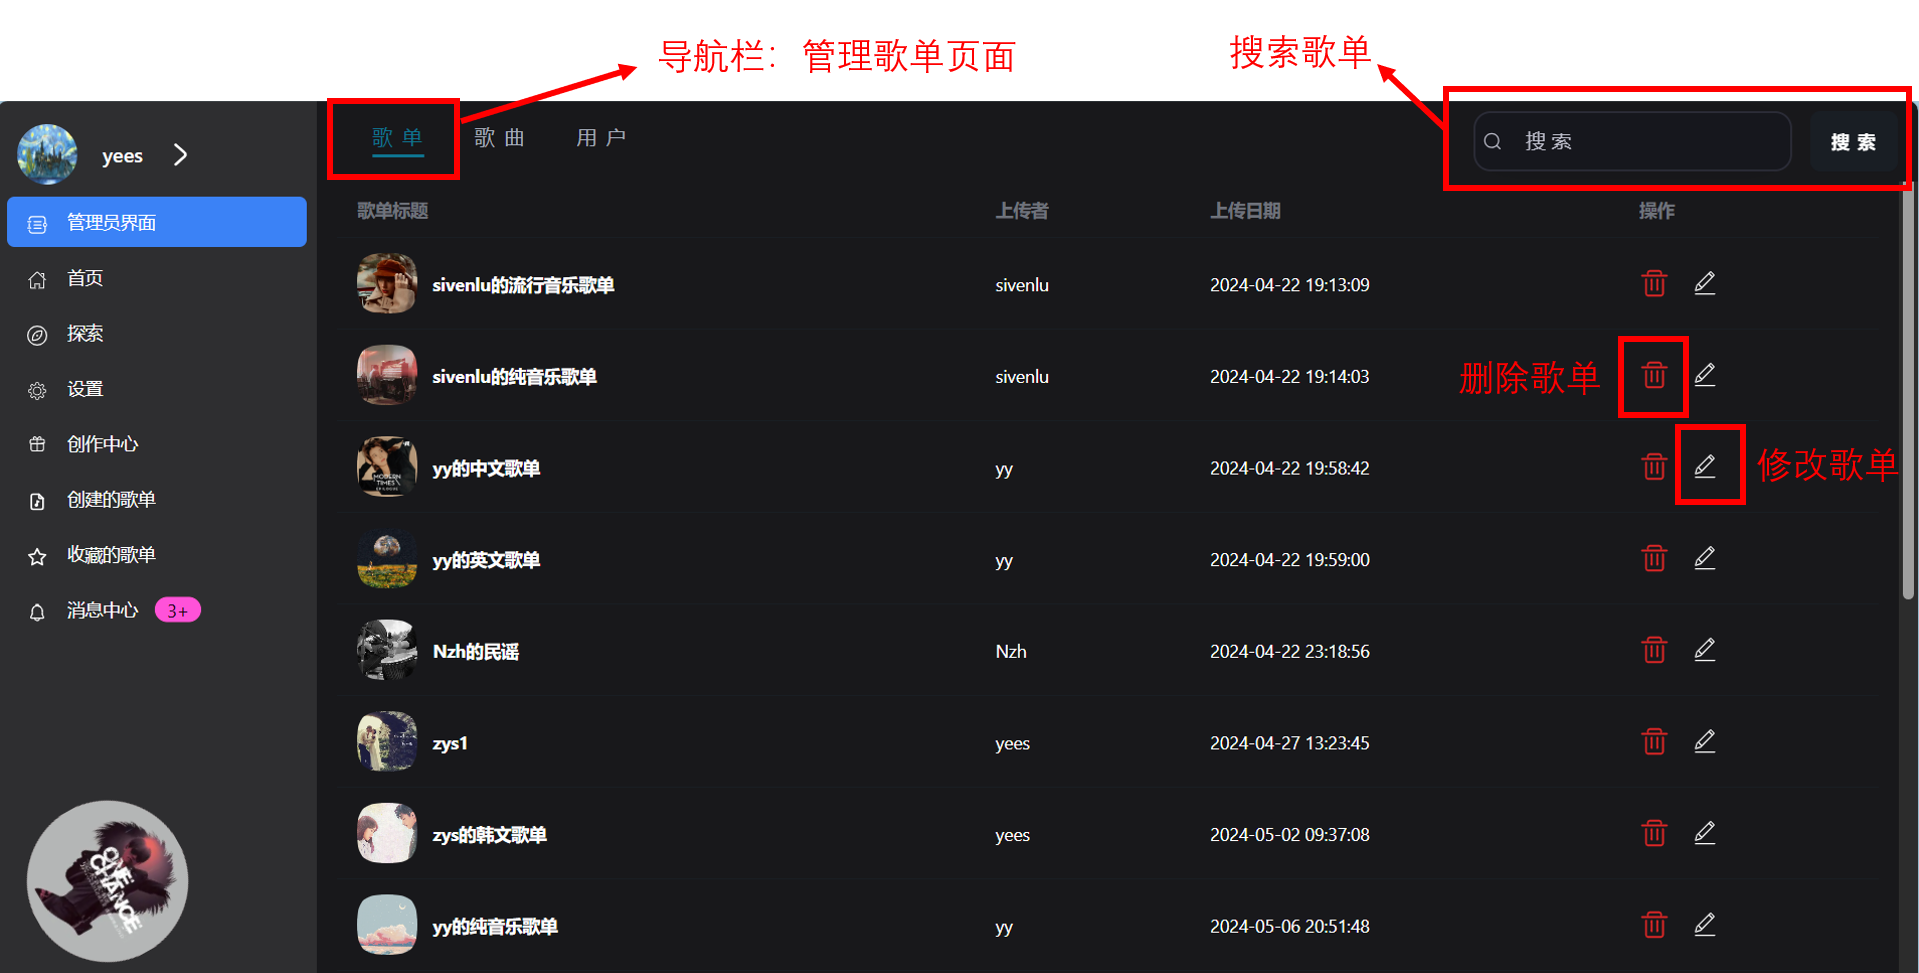 导航栏：管理歌单页面
搜索歌单
yees
歌单 歌曲 用户
搜索 搜索
管理员界面
首页
探索
设置
创作中心
创建的歌单
收藏的歌单
消息中心 3+
ONE CHANCE
歌单标题 上传者 上传日期 操作
sivenlu的流行音乐歌单 sivenlu 2024-04-22 19:13:09
sivenlu的纯音乐歌单 sivenlu 2024-04-22 19:14:03
删除歌单
MODERN TIMES
yy的中文歌单 yy 2024-04-22 19:58:42
修改歌单
yy的英文歌单 yy 2024-04-22 19:59:00
Nzh的民谣 Nzh 2024-04-22 23:18:56
zys1 yees 2024-04-27 13:23:45
zys的韩文歌单 yees 2024-05-02 09:37:08
yy的纯音乐歌单 yy 2024-05-06 20:51:48